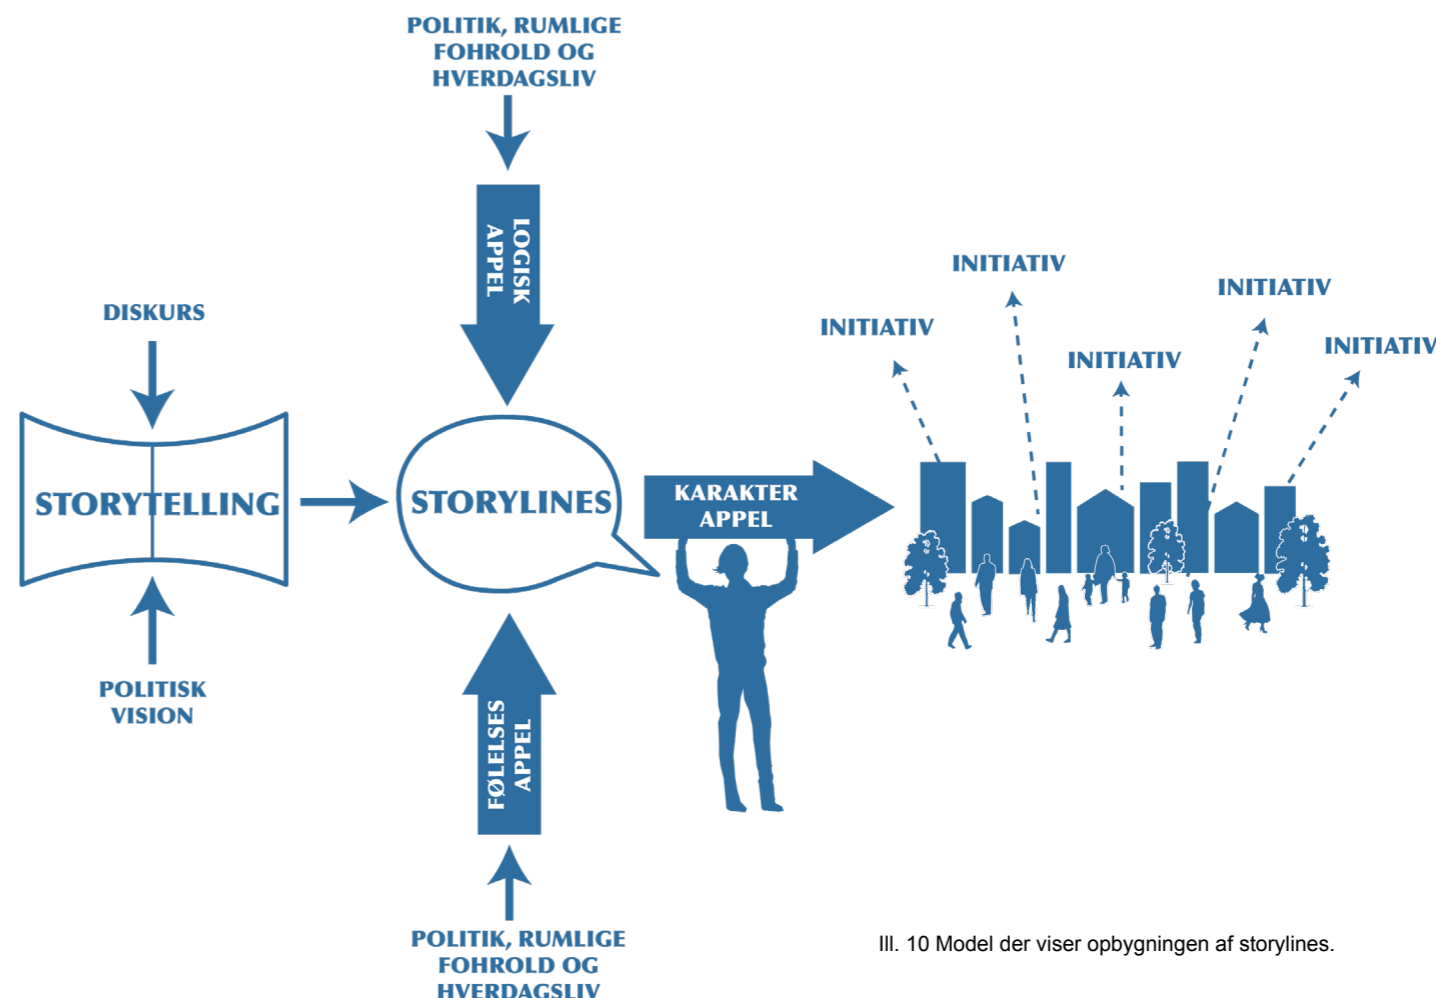 POLITIK, RUMLIGE
FOHROLD OG
HVERDAGSLIV
LOGISK
APPEL
DISKURS
STORYTELLING
POLITISK
VISION
STORYLINES
FØLELSES
APPEL
POLITIK, RUMLIGE
FOHROLD OG
HVERDAGSLIV
KARAKTER
APPEL
INITIATIV
INITIATIV
INITIATIV
INITIATIV
INITIATIV
Ill. 10 Model der viser opbygningen af storylines.